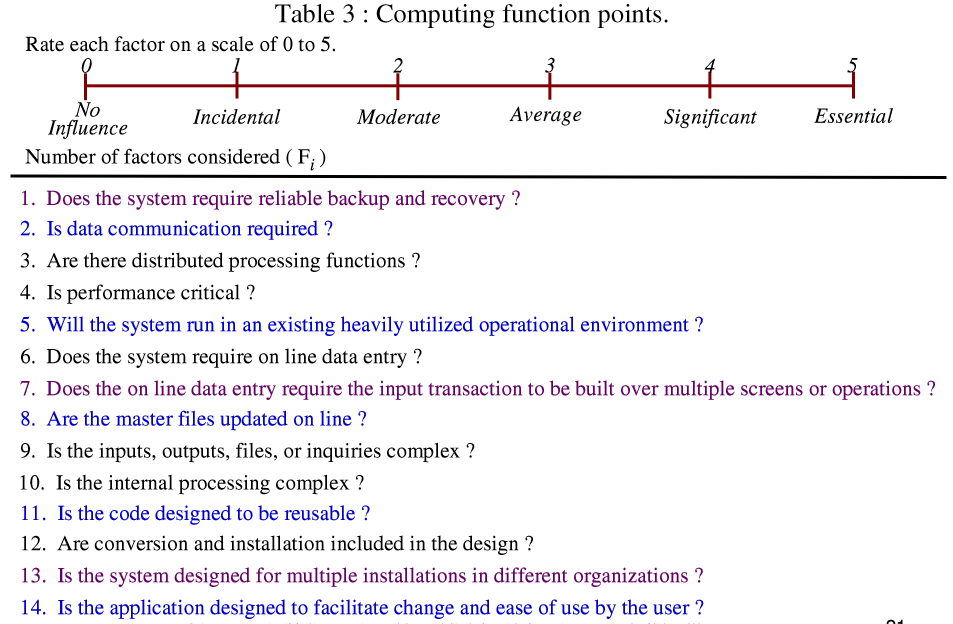 Table 3 : Computing function points.
Rate each factor on a scale of 0 to 5.
0 1 2 3 4 5
No Influence Incidental Moderate Average Significant Essential
Number of factors considered ( Fi )
1. Does the system require reliable backup and recovery ?
2. Is data communication required ?
3. Are there distributed processing functions ?
4. Is performance critical ?
5. Will the system run in an existing heavily utilized operational environment ?
6. Does the system require on line data entry ?
7. Does the on line data entry require the input transaction to be built over multiple screens or operations ?
8. Are the master files updated on line ?
9. Is the inputs, outputs, files, or inquiries complex ?
10. Is the internal processing complex ?
11. Is the code designed to be reusable ?
12. Are conversion and installation included in the design ?
13. Is the system designed for multiple installations in different organizations ?
14. Is the application designed to facilitate change and ease of use by the user ?